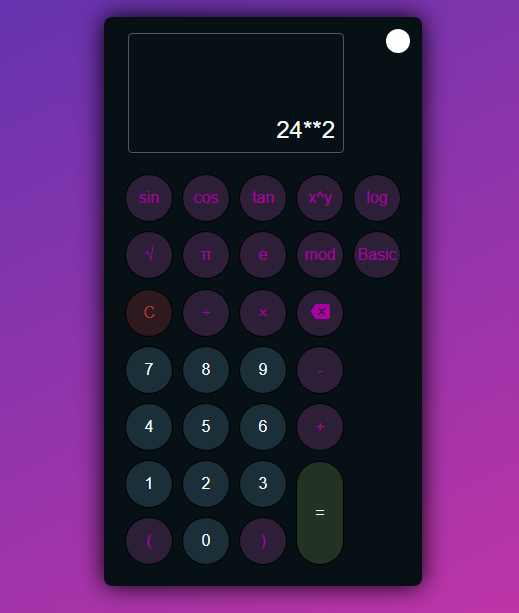 24**2
sin cos tan x^y log
√ π e mod Basic
C ÷ ×
7 8 9 -
4 5 6 +
1 2 3
=
( 0 )